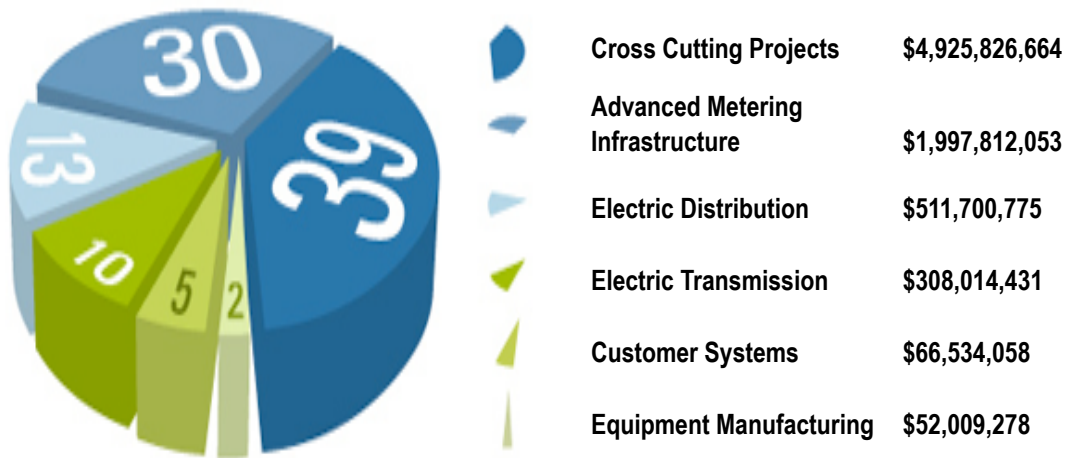 30
39
13
10
5
2
Cross Cutting Projects $4,925,826,664
Advanced Metering
Infrastructure $1,997,812,053
Electric Distribution $511,700,775
Electric Transmission $308,014,431
Customer Systems $66,534,058
Equipment Manufacturing $52,009,278